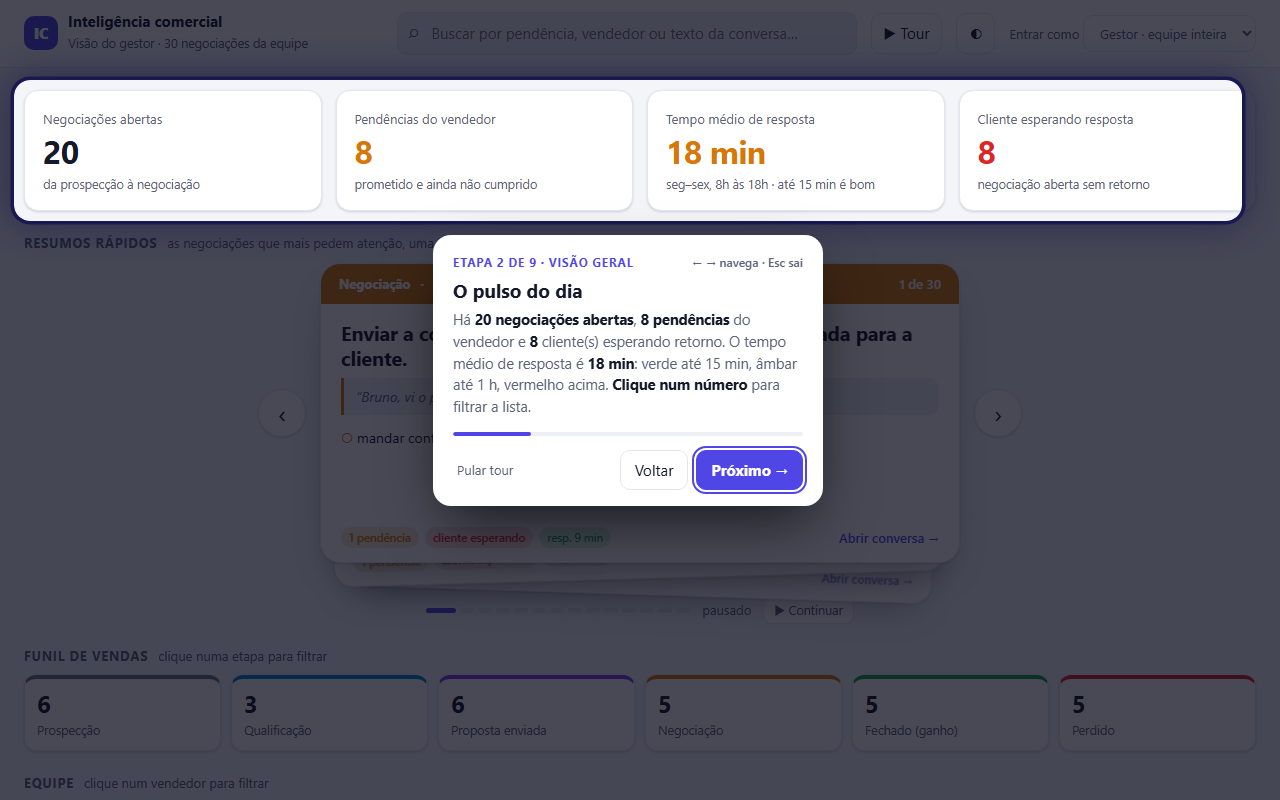 IC
Inteligência comercial
Visão do gestor · 30 negociações da equipe
Buscar por pendência, vendedor ou texto da conversa...
▶ Tour
Entrar como
Gestor · equipe inteira
Negociações abertas
20
da prospecção à negociação
Pendências do vendedor
8
prometido e ainda não cumprido
Tempo médio de resposta
18 min
seg–sex, 8h às 18h · até 15 min é bom
Cliente esperando resposta
8
negociação aberta sem retorno
RESUMOS RÁPIDOS as negociações que mais pedem atenção, uma
Negociação ·
1 de 30
Enviar a
ada para a
cliente.
"Bruno, vi o
mandar
1 pendência
cliente esperando
resp. 9 min
Abrir conversa →
Abrir conversa →
ETAPA 2 DE 9 · VISÃO GERAL
← → navega · Esc sai
O pulso do dia
Há 20 negociações abertas, 8 pendências do
vendedor e 8 cliente(s) esperando retorno. O tempo
médio de resposta é 18 min: verde até 15 min, âmbar
até 1 h, vermelho acima. Clique num número para
filtrar a lista.
Pular tour
Voltar
Próximo →
pausado
▶ Continuar
FUNIL DE VENDAS clique numa etapa para filtrar
6
Prospecção
3
Qualificação
6
Proposta enviada
5
Negociação
5
Fechado (ganho)
5
Perdido
EQUIPE clique num vendedor para filtrar